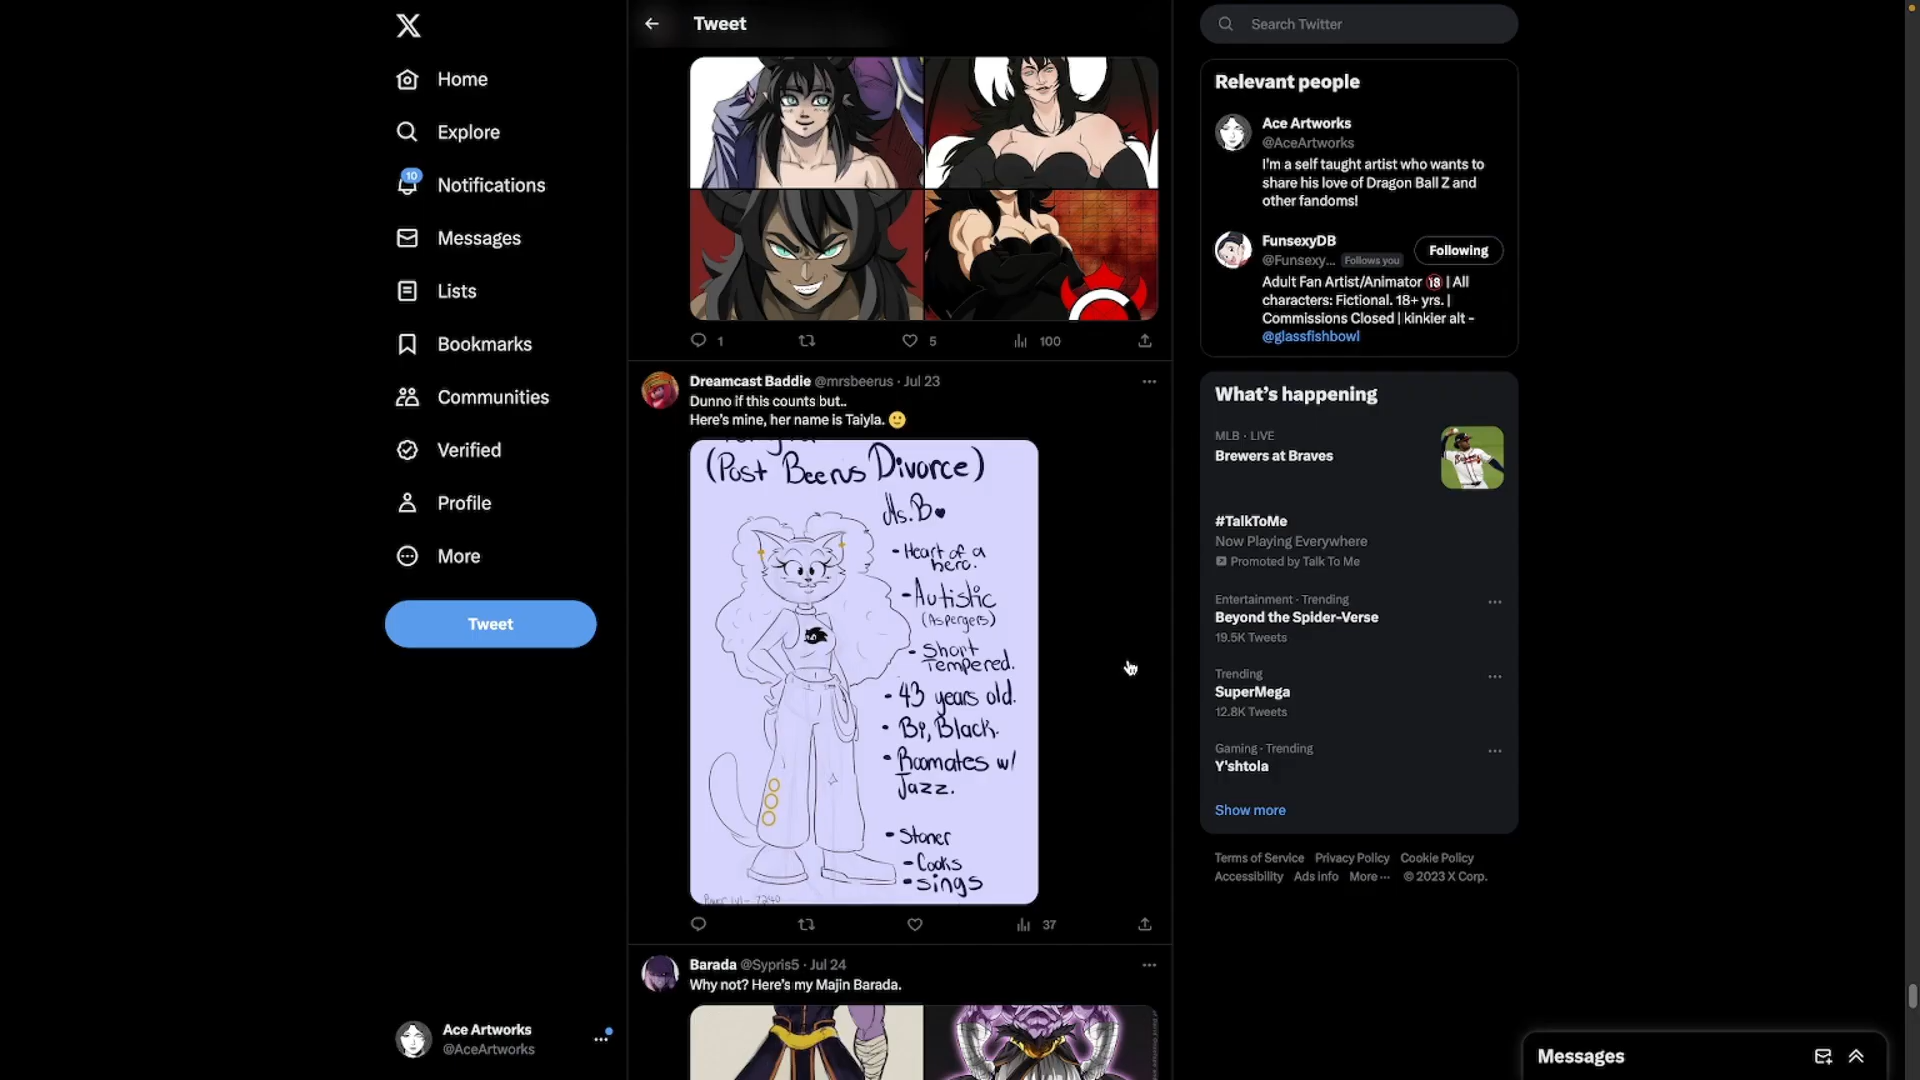 Home
Explore
10
Notifications
Messages
Lists
Bookmarks
Communities
Verified
Profile
More
Tweet
Ace Artworks
@AceArtworks
Tweet
1
5
100
Dreamcast Baddie @mrsbeerus · Jul 23
Dunno if this counts but..
Here's mine, her name is Taiyla. 🙂
(Post Beerus Divorce)
Ms.B♥
- Heart of a
hero.
- Autistic
(Aspergers)
- Short
Tempered.
- 43 years old.
- Bi, Black.
- Roomates w/
Jazz.
- Stoner
- Cooks
- sings
37
Barada @Sypris5 · Jul 24
Why not? Here's my Majin Barada.
Search Twitter
Relevant people
Ace Artworks
@AceArtworks
I'm a self taught artist who wants to
share his love of Dragon Ball Z and
other fandoms!
FunsexyDB
@Funsexy... Follows you
Following
Adult Fan Artist/Animator 🔞 | All
characters: Fictional. 18+ yrs. |
Commissions Closed | kinkier alt -
@glassfishbowl
What's happening
MLB · LIVE
Brewers at Braves
#TalkToMe
Now Playing Everywhere
Promoted by Talk To Me
Entertainment · Trending
Beyond the Spider-Verse
19.5K Tweets
Trending
SuperMega
12.8K Tweets
Gaming · Trending
Y'shtola
Show more
Terms of Service Privacy Policy Cookie Policy
Accessibility Ads info More ··· © 2023 X Corp.
Messages